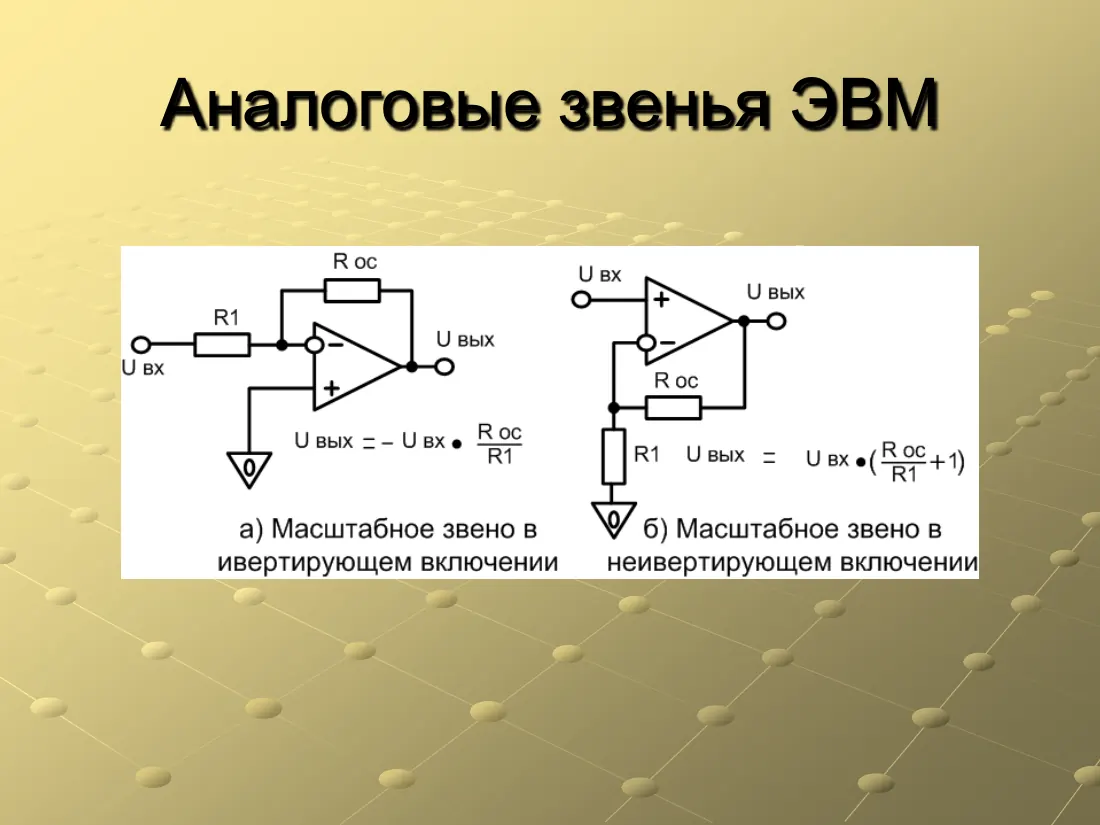 Аналоговые звенья ЭВМ
R ос
R1
U вх
U вых
−
+
0
U вых = − U вх • R ос / R1
а) Масштабное звено в
ивертирующем включении
U вх
U вых
+
−
R ос
R1
0
U вых = U вх • ( R ос / R1 + 1)
б) Масштабное звено в
неивертирующем включении